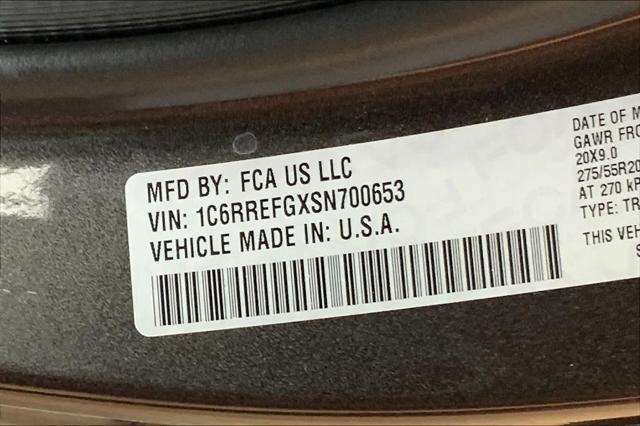 MFD BY: FCA US LLC
VIN: 1C6RREFGXSN700653
VEHICLE MADE IN: U.S.A.
DATE OF M
GAWR FRO
20X9.0
275/55R20
AT 270 kP
TYPE: TR
THIS VEH
S